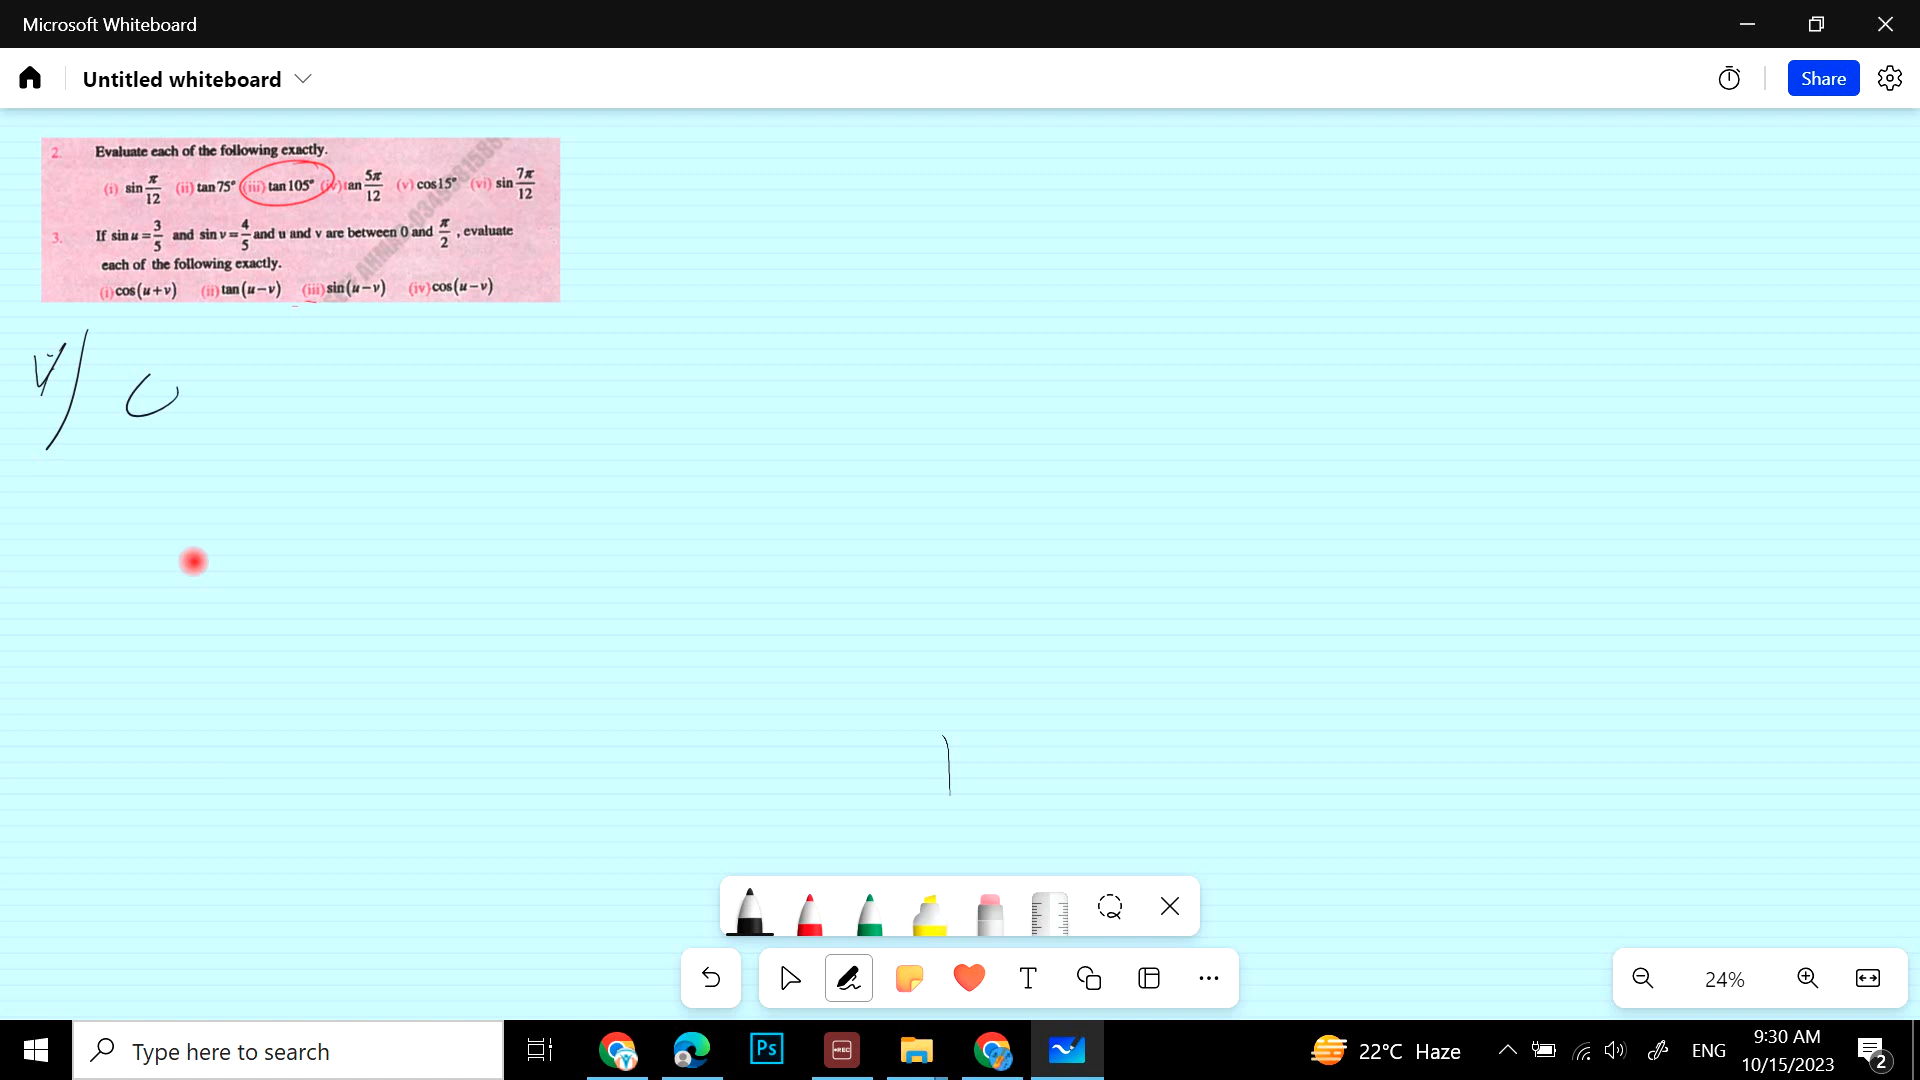 Microsoft Whiteboard
Untitled whiteboard
Share
2. Evaluate each of the following exactly.
(i) sin π/12 (ii) tan 75° (iii) tan 105° (iv) tan 5π/12 (v) cos 15° (vi) sin 7π/12
3. If sin u = 3/5 and sin v = 4/5 and u and v are between 0 and π/2 , evaluate
each of the following exactly.
(i) cos(u+v) (ii) tan(u−v) (iii) sin(u−v) (iv) cos(u−v)
24%
Type here to search
Ps
REC
22°C Haze
ENG
9:30 AM
10/15/2023
2